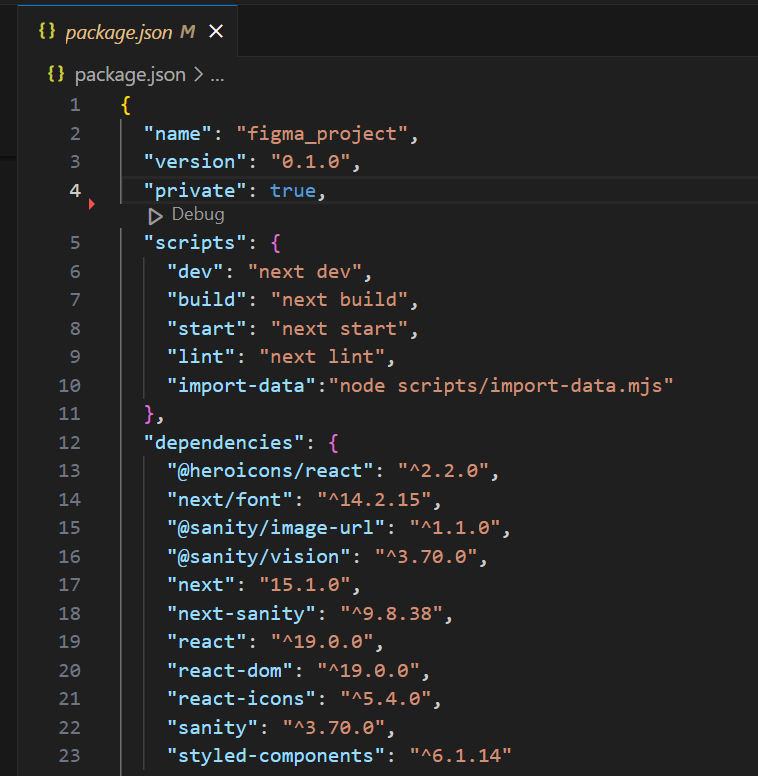 {} package.json M ×
{} package.json > ...
1 {
2 "name": "figma_project",
3 "version": "0.1.0",
4 "private": true,
Debug
5 "scripts": {
6 "dev": "next dev",
7 "build": "next build",
8 "start": "next start",
9 "lint": "next lint",
10 "import-data":"node scripts/import-data.mjs"
11 },
12 "dependencies": {
13 "@heroicons/react": "^2.2.0",
14 "next/font": "^14.2.15",
15 "@sanity/image-url": "^1.1.0",
16 "@sanity/vision": "^3.70.0",
17 "next": "15.1.0",
18 "next-sanity": "^9.8.38",
19 "react": "^19.0.0",
20 "react-dom": "^19.0.0",
21 "react-icons": "^5.4.0",
22 "sanity": "^3.70.0",
23 "styled-components": "^6.1.14"